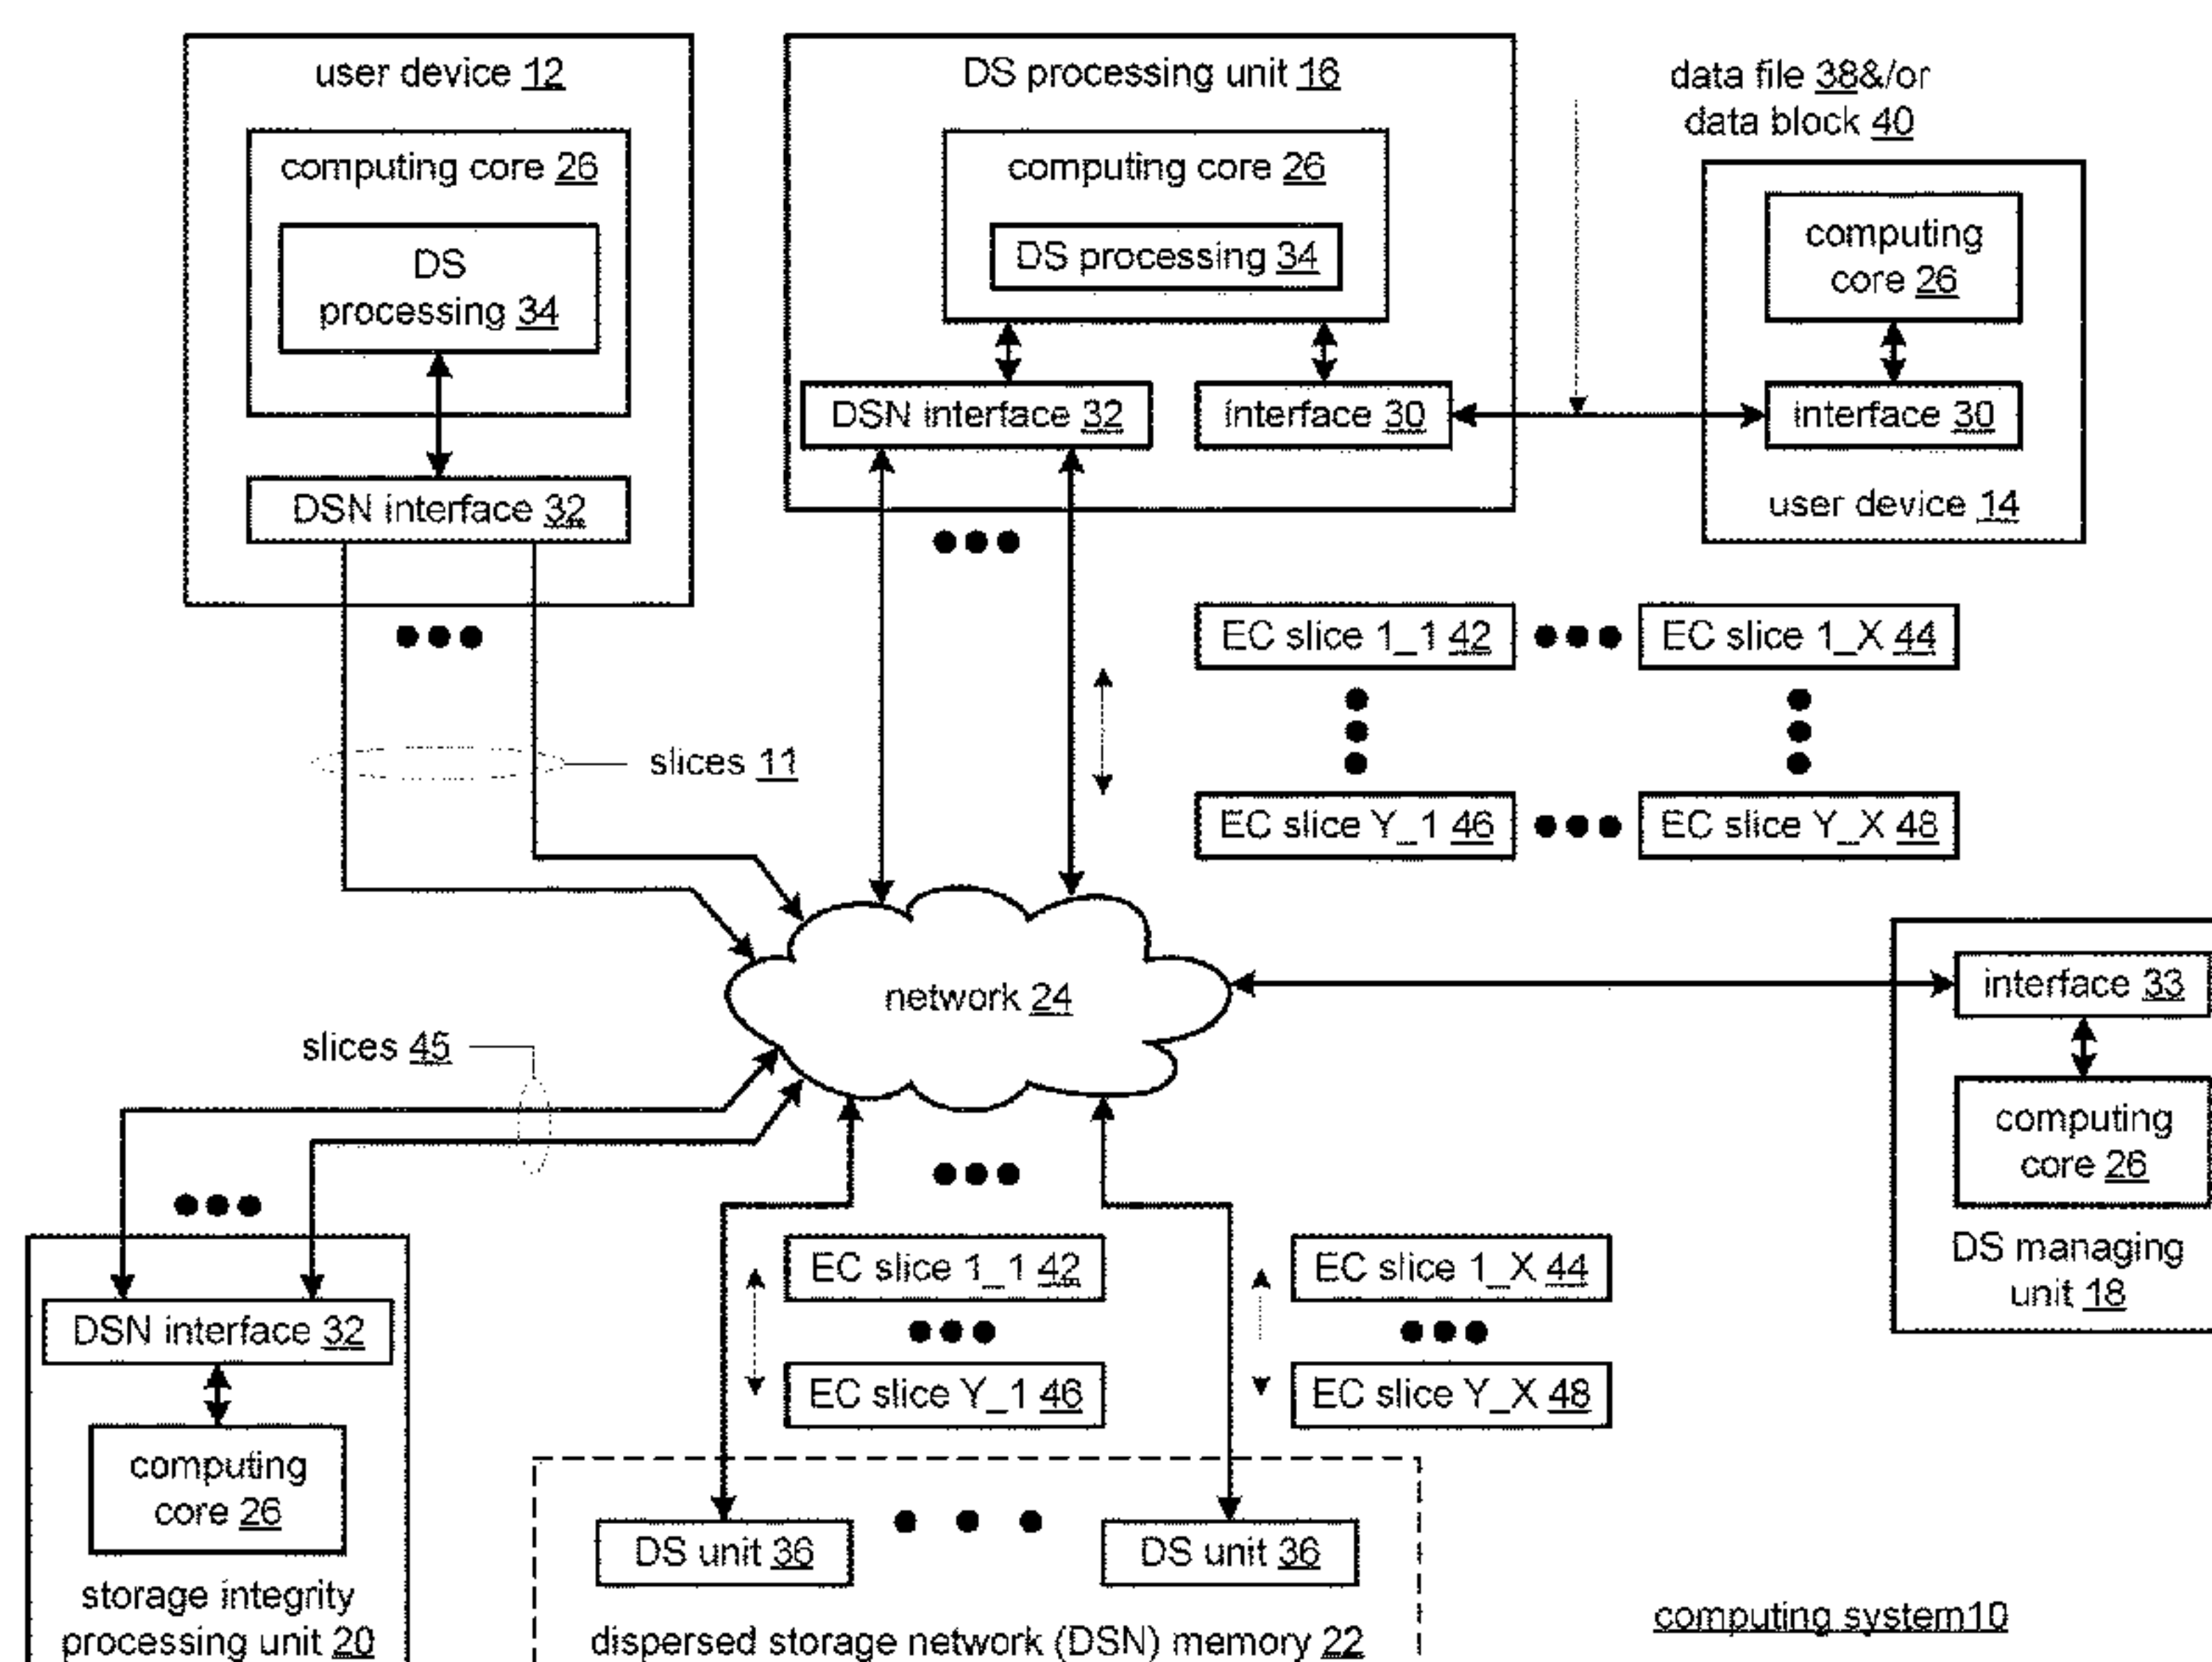 user device 12
computing core 26
DS
processing 34
DSN interface 32
DS processing unit 16
computing core 26
DS processing 34
DSN interface 32
interface 30
data file 38&/or
data block 40
computing
core 26
interface 30
user device 14
slices 11
EC slice 1_1 42
EC slice 1_X 44
EC slice Y_1 46
EC slice Y_X 48
network 24
interface 33
computing
core 26
DS managing
unit 18
slices 45
DSN interface 32
computing
core 26
storage integrity
processing unit 20
EC slice 1_1 42
EC slice Y_1 46
EC slice 1_X 44
EC slice Y_X 48
DS unit 36
DS unit 36
dispersed storage network (DSN) memory 22
computing system10